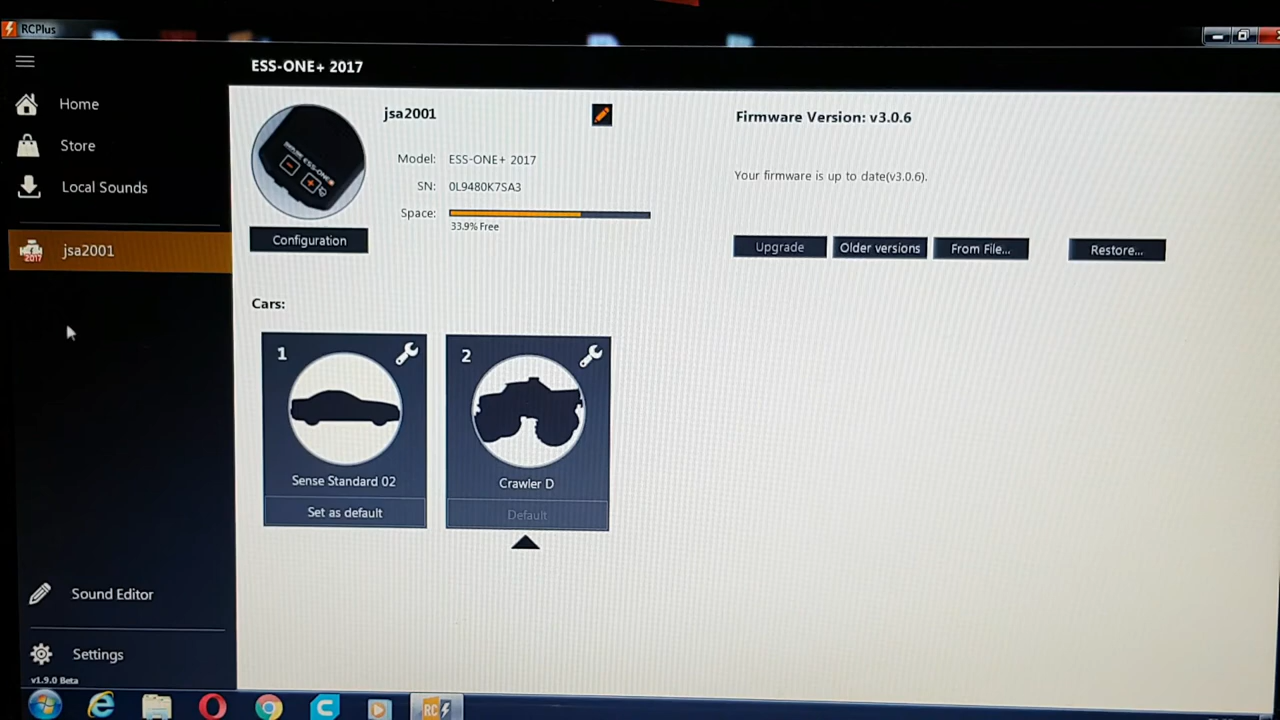 RCPlus
ESS-ONE+ 2017
Home
Store
Local Sounds
jsa2001
Sound Editor
Settings
v1.9.0 Beta
jsa2001
Model: ESS-ONE+ 2017
SN: 0L9480K7SA3
Space:
33.9% Free
Configuration
Firmware Version: v3.0.6
Your firmware is up to date(v3.0.6).
Upgrade Older versions From File... Restore...
Cars:
1
Sense Standard 02
Set as default
2
Crawler D
Default
RC